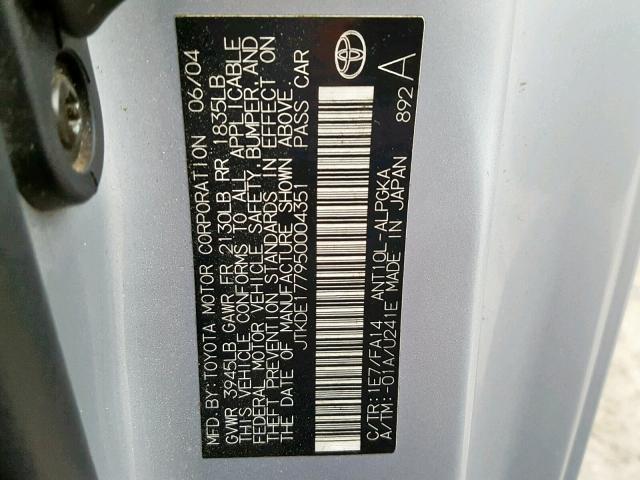 MFD. BY: TOYOTA MOTOR CORPORATION 06/04
GVWR 3945LB GAWR FR 2130LB RR 1835LB
THIS VEHICLE CONFORMS TO ALL APPLICABLE
FEDERAL MOTOR VEHICLE SAFETY, BUMPER, AND
THEFT PREVENTION STANDARDS IN EFFECT ON
THE DATE OF MANUFACTURE SHOWN ABOVE.
JTKDE177950004351 PASS CAR
C/TR: 1E7/FA14 ANT10L-ALPGKA
A/TM: -01A/U241E MADE IN JAPAN
892 A